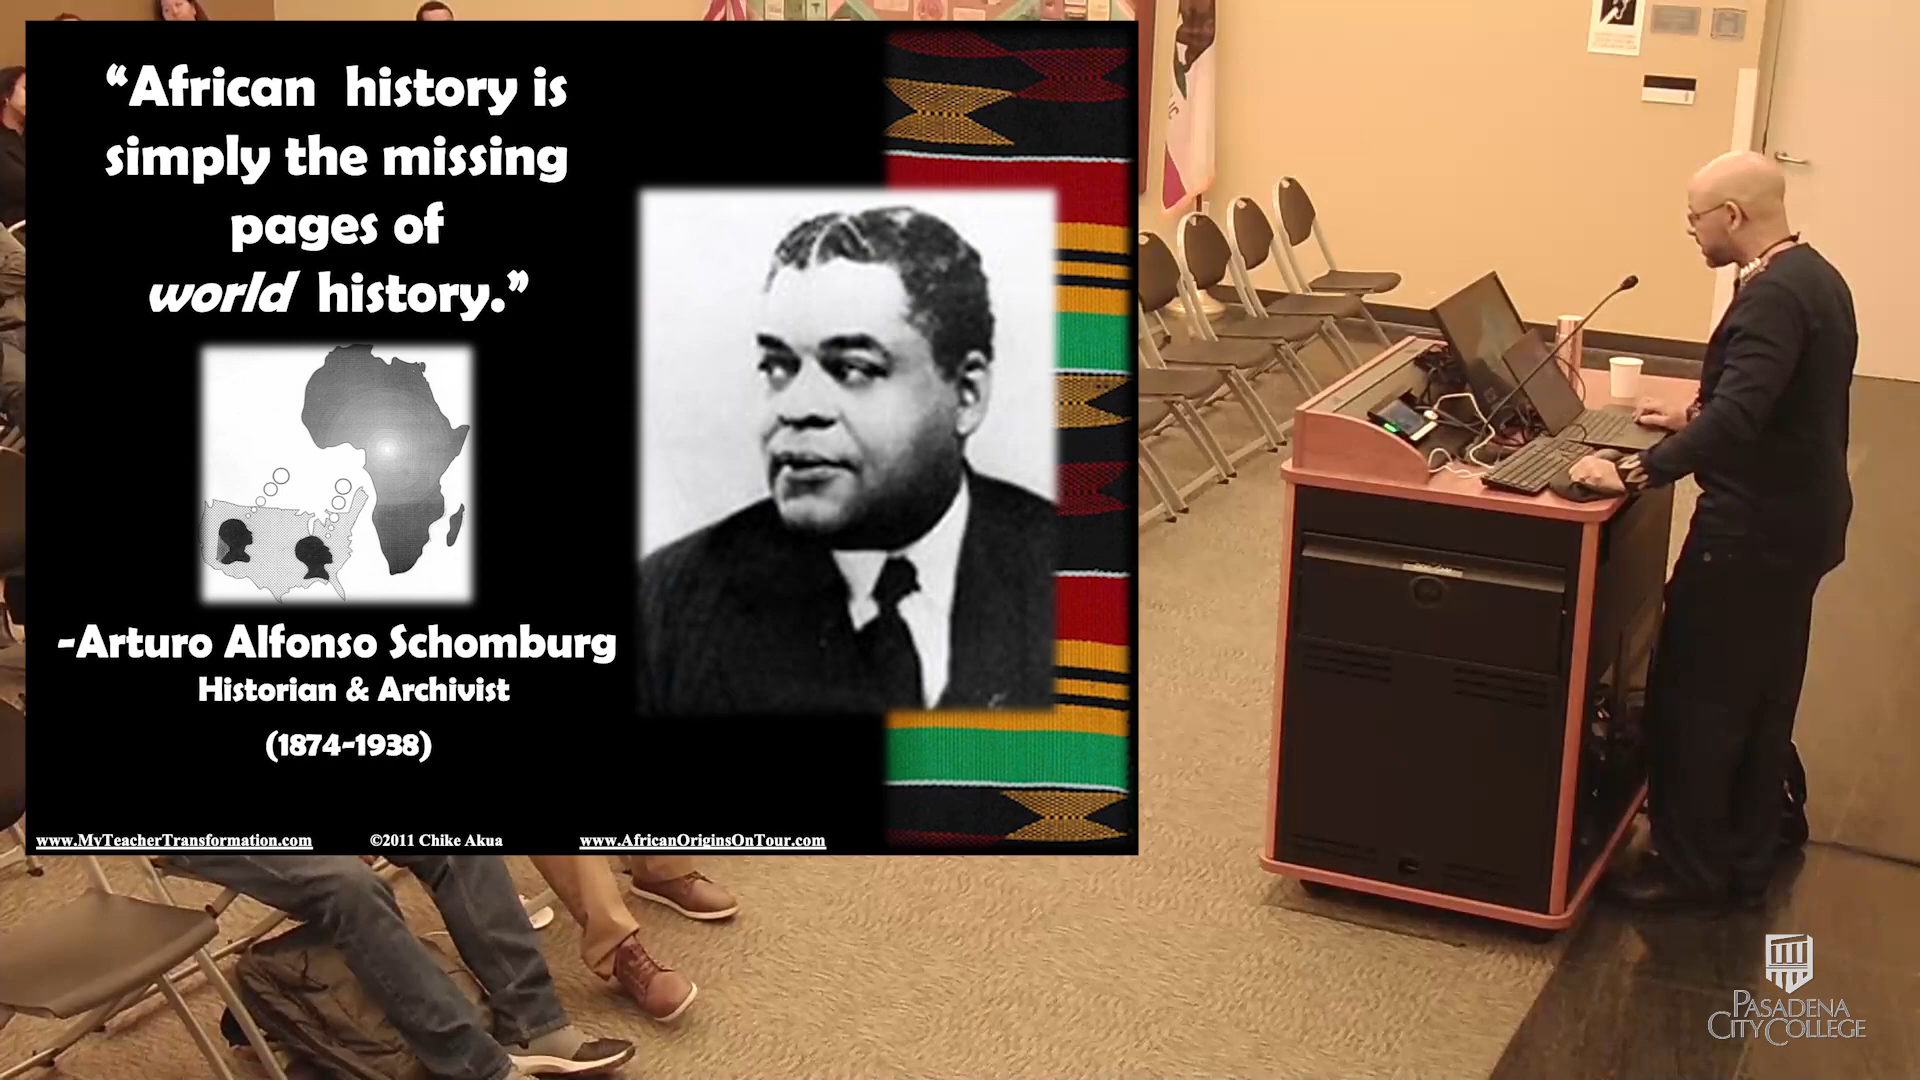 “African history is
simply the missing
pages of
world history.”
-Arturo Alfonso Schomburg
Historian & Archivist
(1874-1938)
www.MyTeacherTransformation.com ©2011 Chike Akua www.AfricanOriginsOnTour.com
PASADENA
CITY COLLEGE